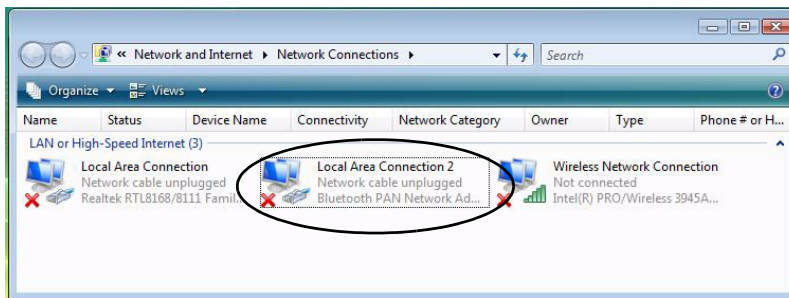 « Network and Internet ▸ Network Connections ▸ Search
Organize Views
Name Status Device Name Connectivity Network Category Owner Type Phone # or H...
LAN or High-Speed Internet (3)
Local Area Connection
Network cable unplugged
Realtek RTL8168/8111 Famil...
Local Area Connection 2
Network cable unplugged
Bluetooth PAN Network Ad...
Wireless Network Connection
Not connected
Intel(R) PRO/Wireless 3945A...